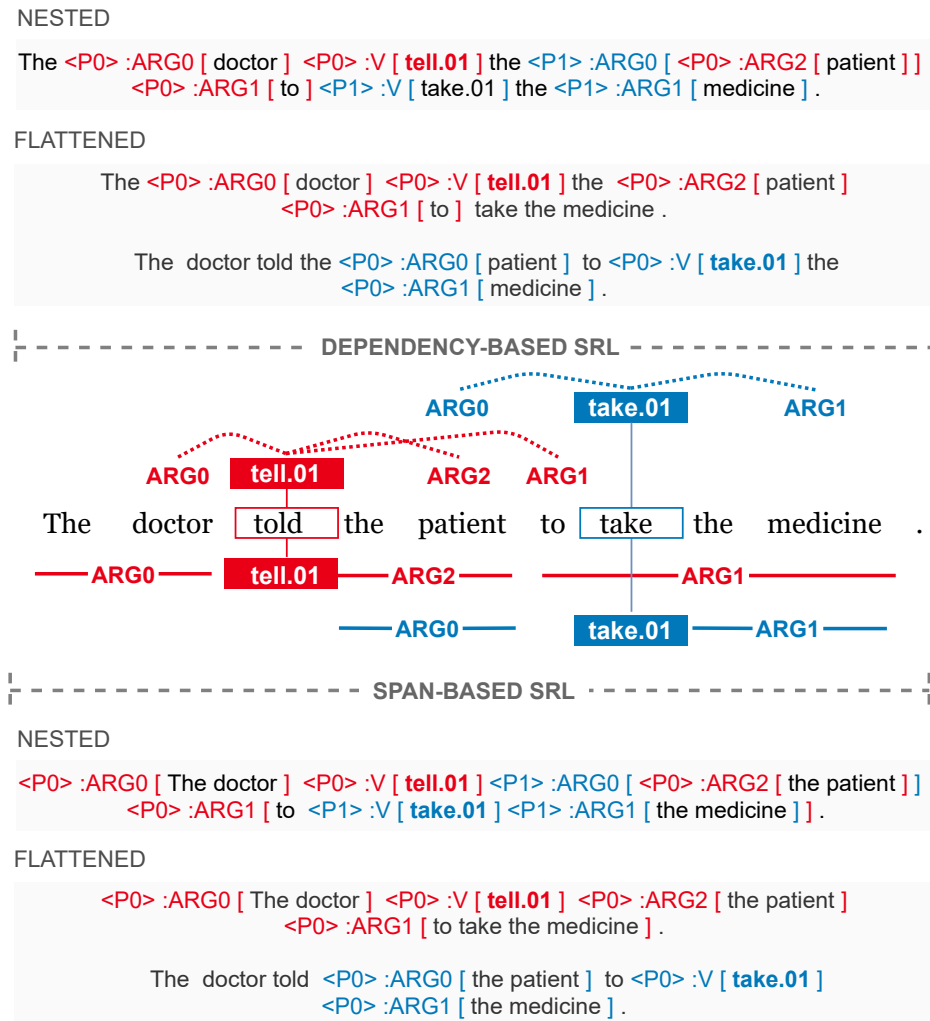 NESTED
The <P0> :ARG0 [ doctor ] <P0> :V [ tell.01 ] the <P1> :ARG0 [ <P0> :ARG2 [ patient ] ]
<P0> :ARG1 [ to ] <P1> :V [ take.01 ] the <P1> :ARG1 [ medicine ] .
FLATTENED
The <P0> :ARG0 [ doctor ] <P0> :V [ tell.01 ] the <P0> :ARG2 [ patient ]
<P0> :ARG1 [ to ] take the medicine .
The doctor told the <P0> :ARG0 [ patient ] to <P0> :V [ take.01 ] the
<P0> :ARG1 [ medicine ] .
DEPENDENCY-BASED SRL
ARG0 take.01 ARG1
ARG0 tell.01 ARG2 ARG1
The doctor told the patient to take the medicine .
ARG0 tell.01 ARG2 ARG1
ARG0 take.01 ARG1
SPAN-BASED SRL
NESTED
<P0> :ARG0 [ The doctor ] <P0> :V [ tell.01 ] <P1> :ARG0 [ <P0> :ARG2 [ the patient ] ]
<P0> :ARG1 [ to <P1> :V [ take.01 ] <P1> :ARG1 [ the medicine ] ] .
FLATTENED
<P0> :ARG0 [ The doctor ] <P0> :V [ tell.01 ] <P0> :ARG2 [ the patient ]
<P0> :ARG1 [ to take the medicine ] .
The doctor told <P0> :ARG0 [ the patient ] to <P0> :V [ take.01 ]
<P0> :ARG1 [ the medicine ] .